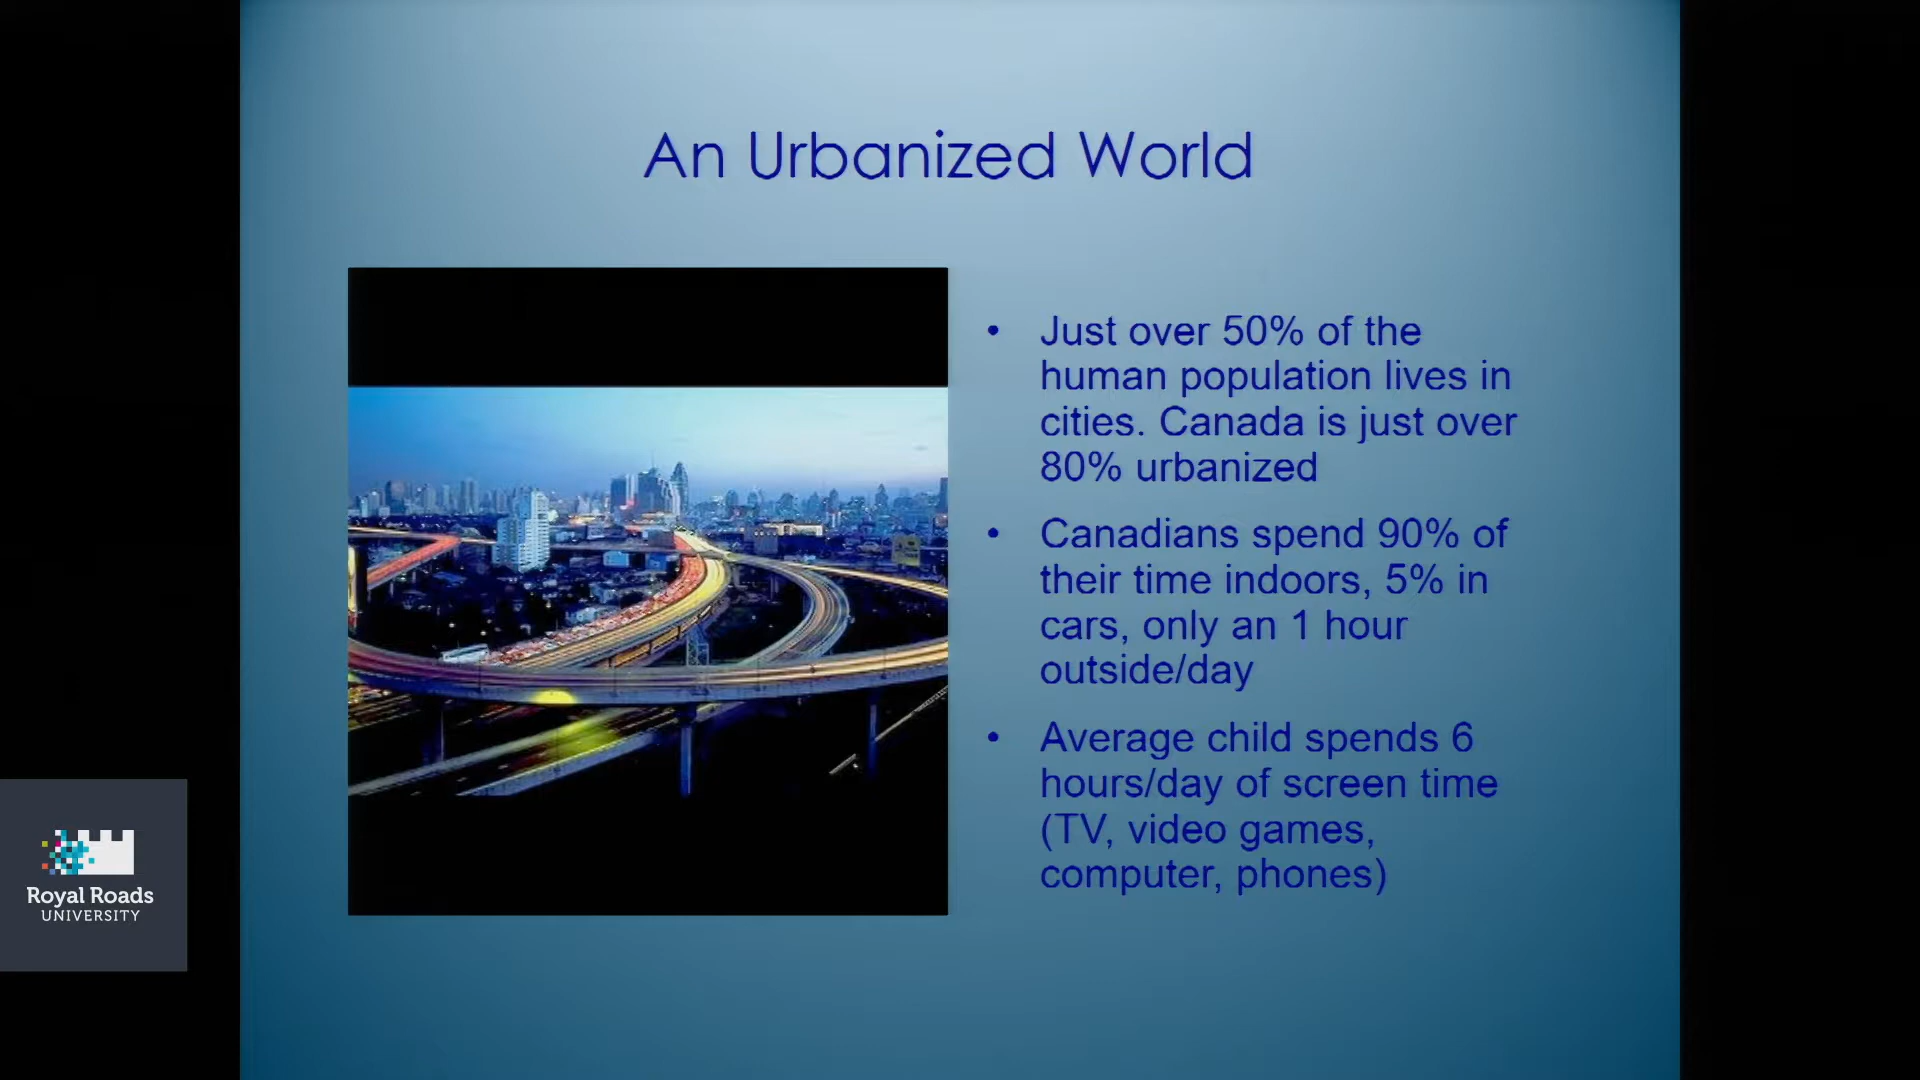 An Urbanized World
• Just over 50% of the
human population lives in
cities. Canada is just over
80% urbanized
• Canadians spend 90% of
their time indoors, 5% in
cars, only an 1 hour
outside/day
• Average child spends 6
hours/day of screen time
(TV, video games,
computer, phones)
Royal Roads
UNIVERSITY